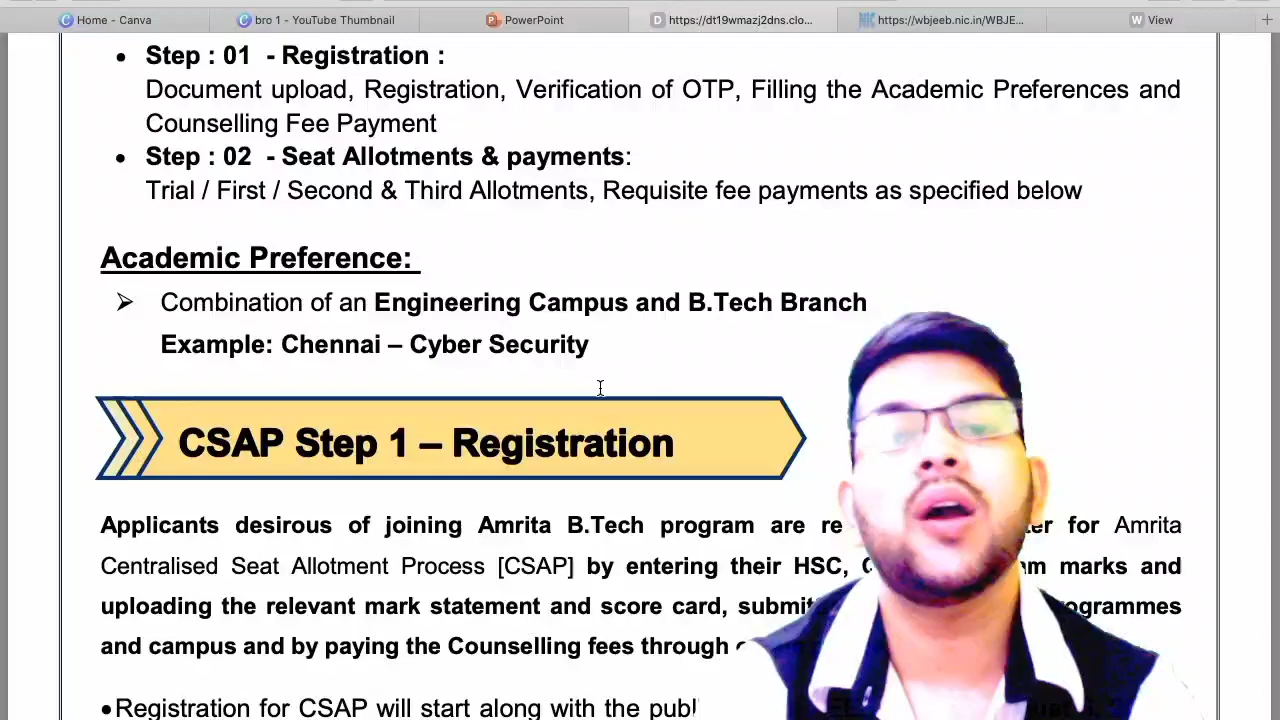 Home - Canva
bro 1 - YouTube Thumbnail
PowerPoint
D https://dt19wmazj2dns.clo...
NIC https://wbjeeb.nic.in/WBJE...
W View
• Step : 01 - Registration :
Document upload, Registration, Verification of OTP, Filling the Academic Preferences and
Counselling Fee Payment
• Step : 02 - Seat Allotments & payments:
Trial / First / Second & Third Allotments, Requisite fee payments as specified below
Academic Preference:
➢ Combination of an Engineering Campus and B.Tech Branch
Example: Chennai – Cyber Security
CSAP Step 1 – Registration
Applicants desirous of joining Amrita B.Tech program are for Amrita
Centralised Seat Allotment Process [CSAP] by entering their HSC, marks and
uploading the relevant mark statement and score card,
and campus and by paying the Counselling fees through
•Registration for CSAP will start along with the